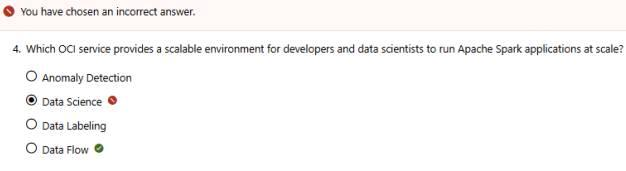 You have chosen an incorrect answer.
4. Which OCI service provides a scalable environment for developers and data scientists to run Apache Spark applications at scale?
Anomaly Detection
Data Science
Data Labeling
Data Flow